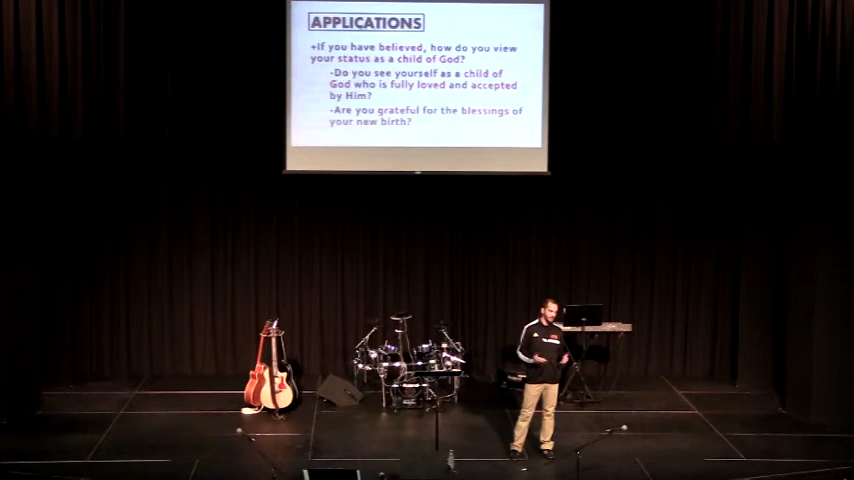 APPLICATIONS
+If you have believed, how do you view
your status as a child of God?
-Do you see yourself as a child of
God who is fully loved and accepted
by Him?
-Are you grateful for the blessings of
your new birth?